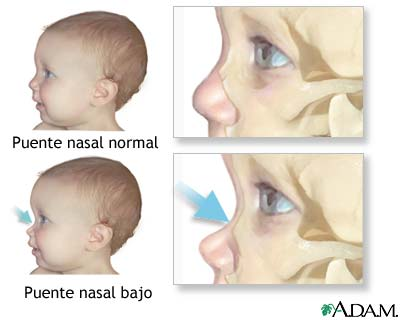 Puente nasal normal
Puente nasal bajo
A.D.A.M.